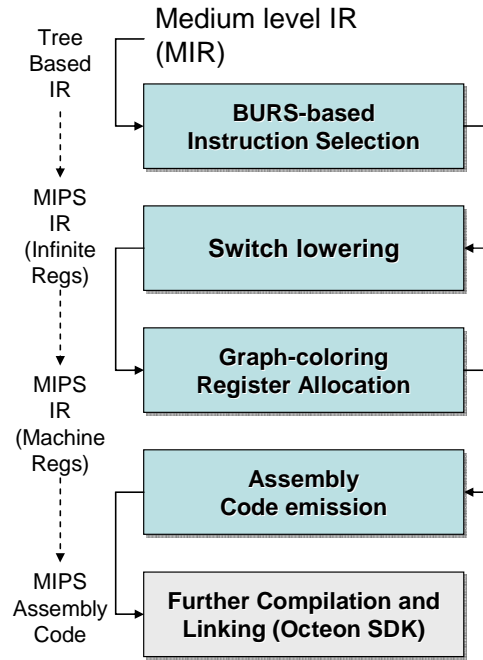 Medium level IR
(MIR)
Tree
Based
IR
BURS-based
Instruction Selection
MIPS
IR
(Infinite
Regs)
Switch lowering
Graph-coloring
Register Allocation
MIPS
IR
(Machine
Regs)
Assembly
Code emission
MIPS
Assembly
Code
Further Compilation and
Linking (Octeon SDK)